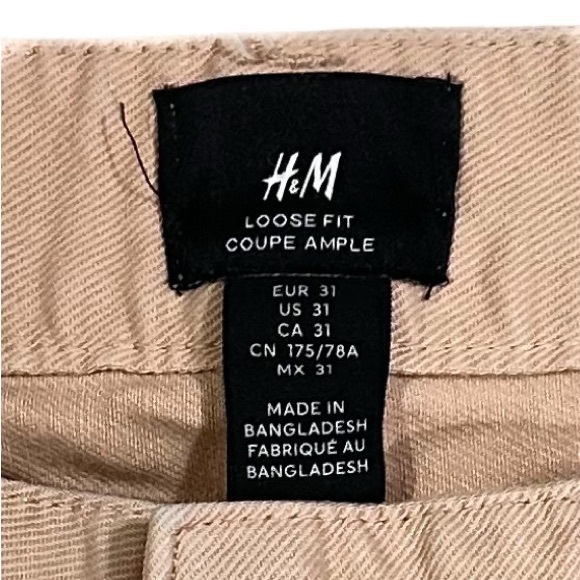 H&M
LOOSE FIT
COUPE AMPLE
EUR 31
US 31
CA 31
CN 175/78A
MX 31
MADE IN
BANGLADESH
FABRIQUÉ AU
BANGLADESH